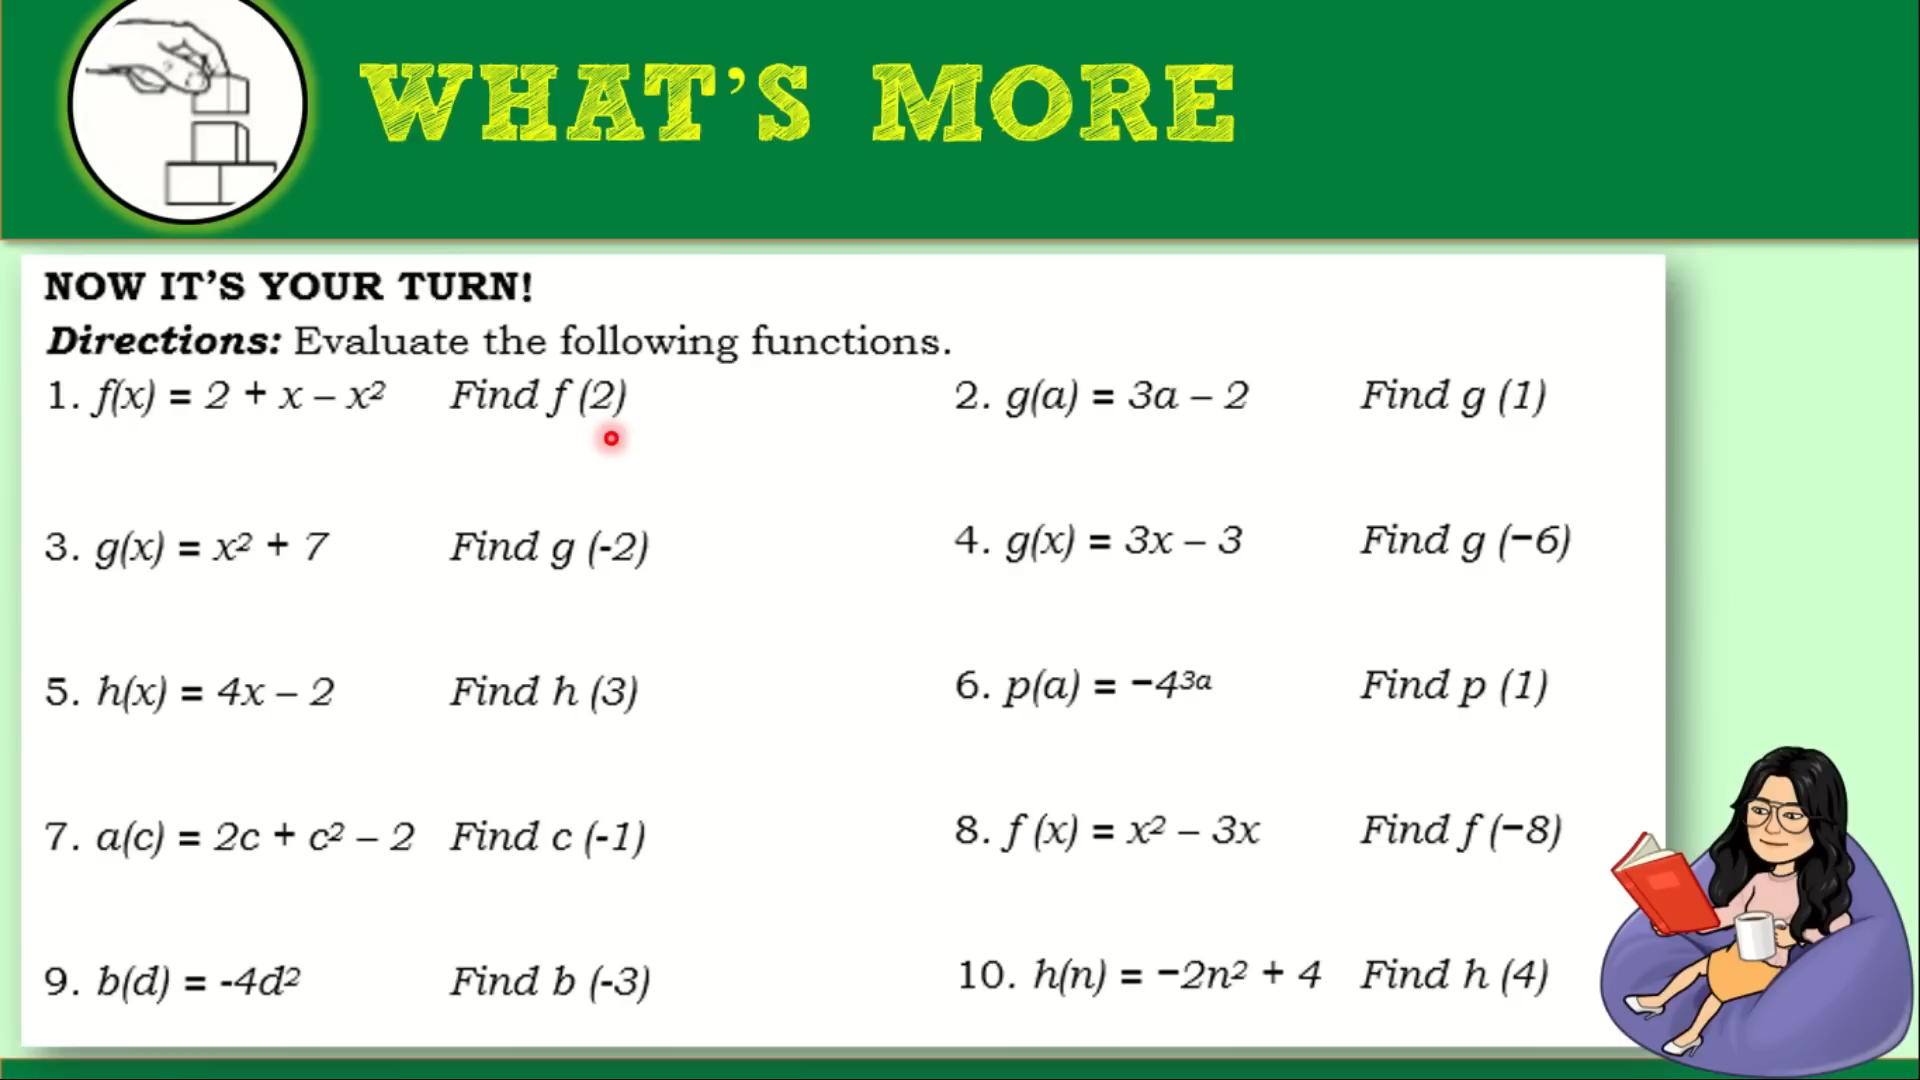 WHAT'S MORE
NOW IT'S YOUR TURN!
Directions: Evaluate the following functions.
1. f(x) = 2 + x – x² Find f (2) 2. g(a) = 3a – 2 Find g (1)
3. g(x) = x² + 7 Find g (-2) 4. g(x) = 3x – 3 Find g (−6)
5. h(x) = 4x – 2 Find h (3) 6. p(a) = −4³ᵃ Find p (1)
7. a(c) = 2c + c² – 2 Find c (-1) 8. f (x) = x² – 3x Find f (−8)
9. b(d) = -4d² Find b (-3) 10. h(n) = −2n² + 4 Find h (4)